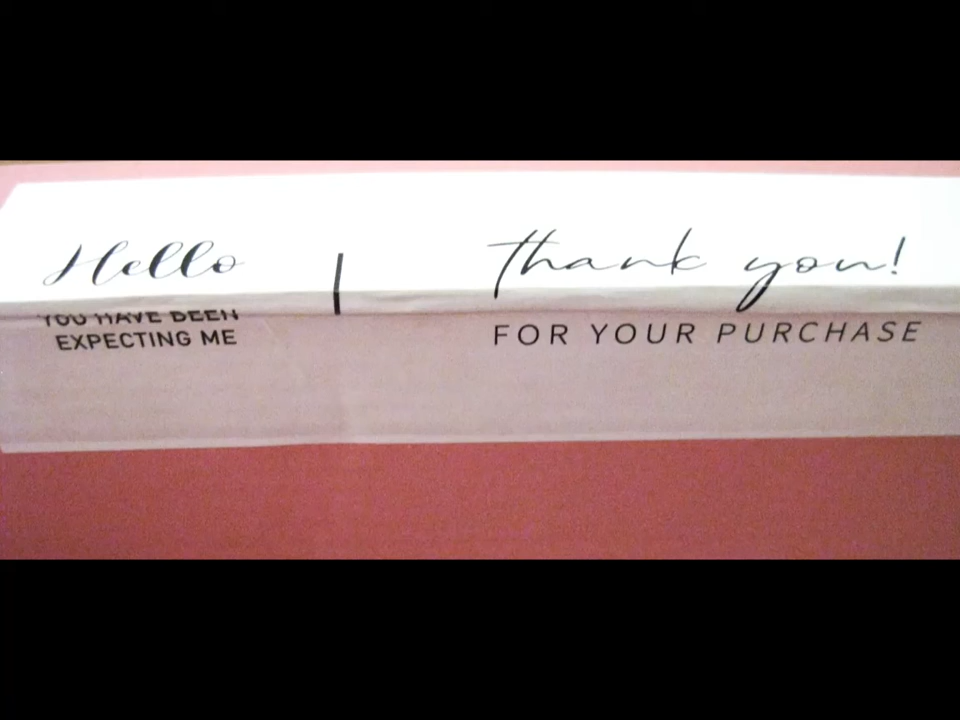 Hello
YOU HAVE BEEN
EXPECTING ME
thank you!
FOR YOUR PURCHASE